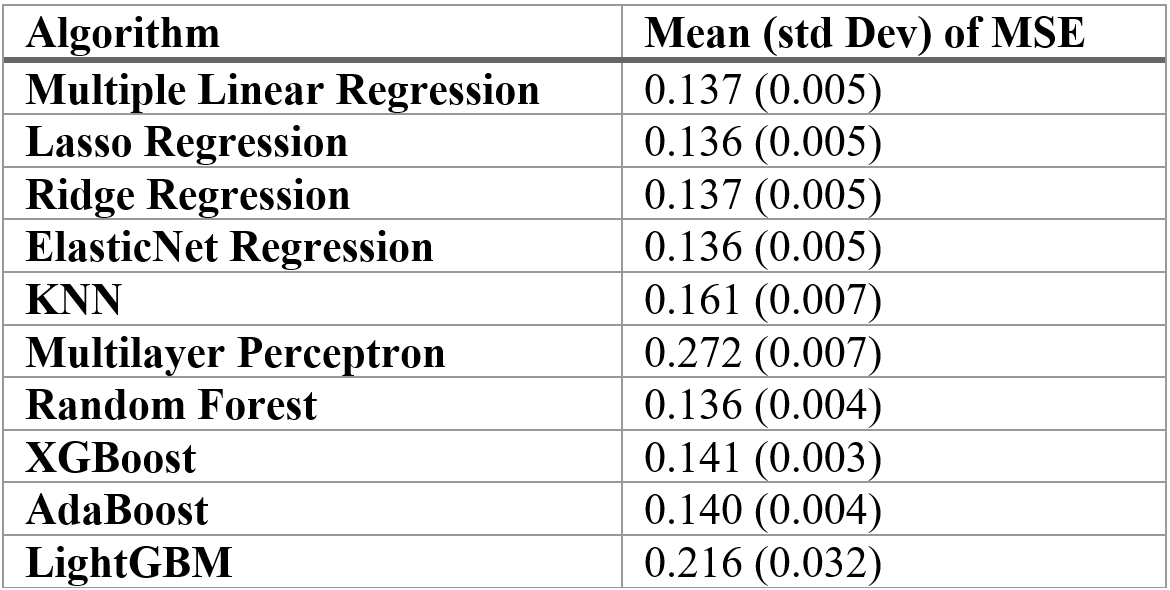 Algorithm Mean (std Dev) of MSE
Multiple Linear Regression 0.137 (0.005)
Lasso Regression 0.136 (0.005)
Ridge Regression 0.137 (0.005)
ElasticNet Regression 0.136 (0.005)
KNN 0.161 (0.007)
Multilayer Perceptron 0.272 (0.007)
Random Forest 0.136 (0.004)
XGBoost 0.141 (0.003)
AdaBoost 0.140 (0.004)
LightGBM 0.216 (0.032)